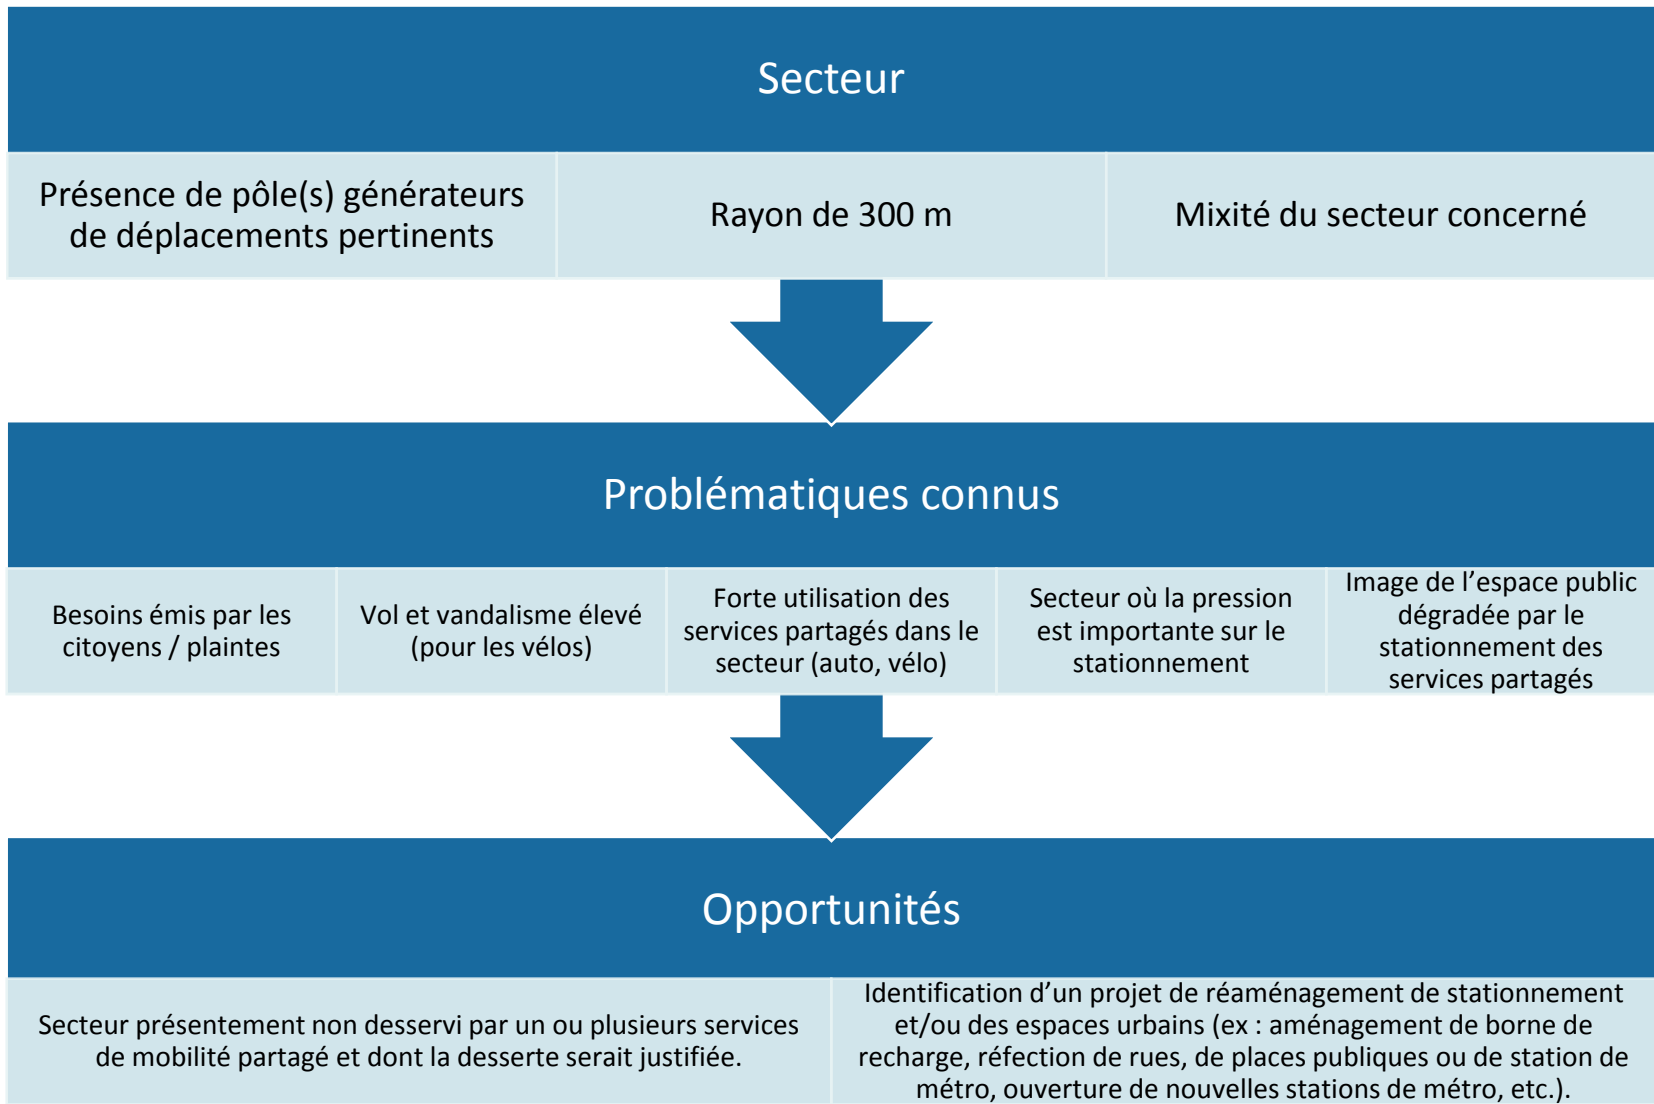 Secteur
Présence de pôle(s) générateurs
de déplacements pertinents
Rayon de 300 m
Mixité du secteur concerné
Problématiques connus
Besoins émis par les
citoyens / plaintes
Vol et vandalisme élevé
(pour les vélos)
Forte utilisation des
services partagés dans le
secteur (auto, vélo)
Secteur où la pression
est importante sur le
stationnement
Image de l’espace public
dégradée par le
stationnement des
services partagés
Opportunités
Secteur présentement non desservi par un ou plusieurs services
de mobilité partagé et dont la desserte serait justifiée.
Identification d’un projet de réaménagement de stationnement
et/ou des espaces urbains (ex : aménagement de borne de
recharge, réfection de rues, de places publiques ou de station de
métro, ouverture de nouvelles stations de métro, etc.).